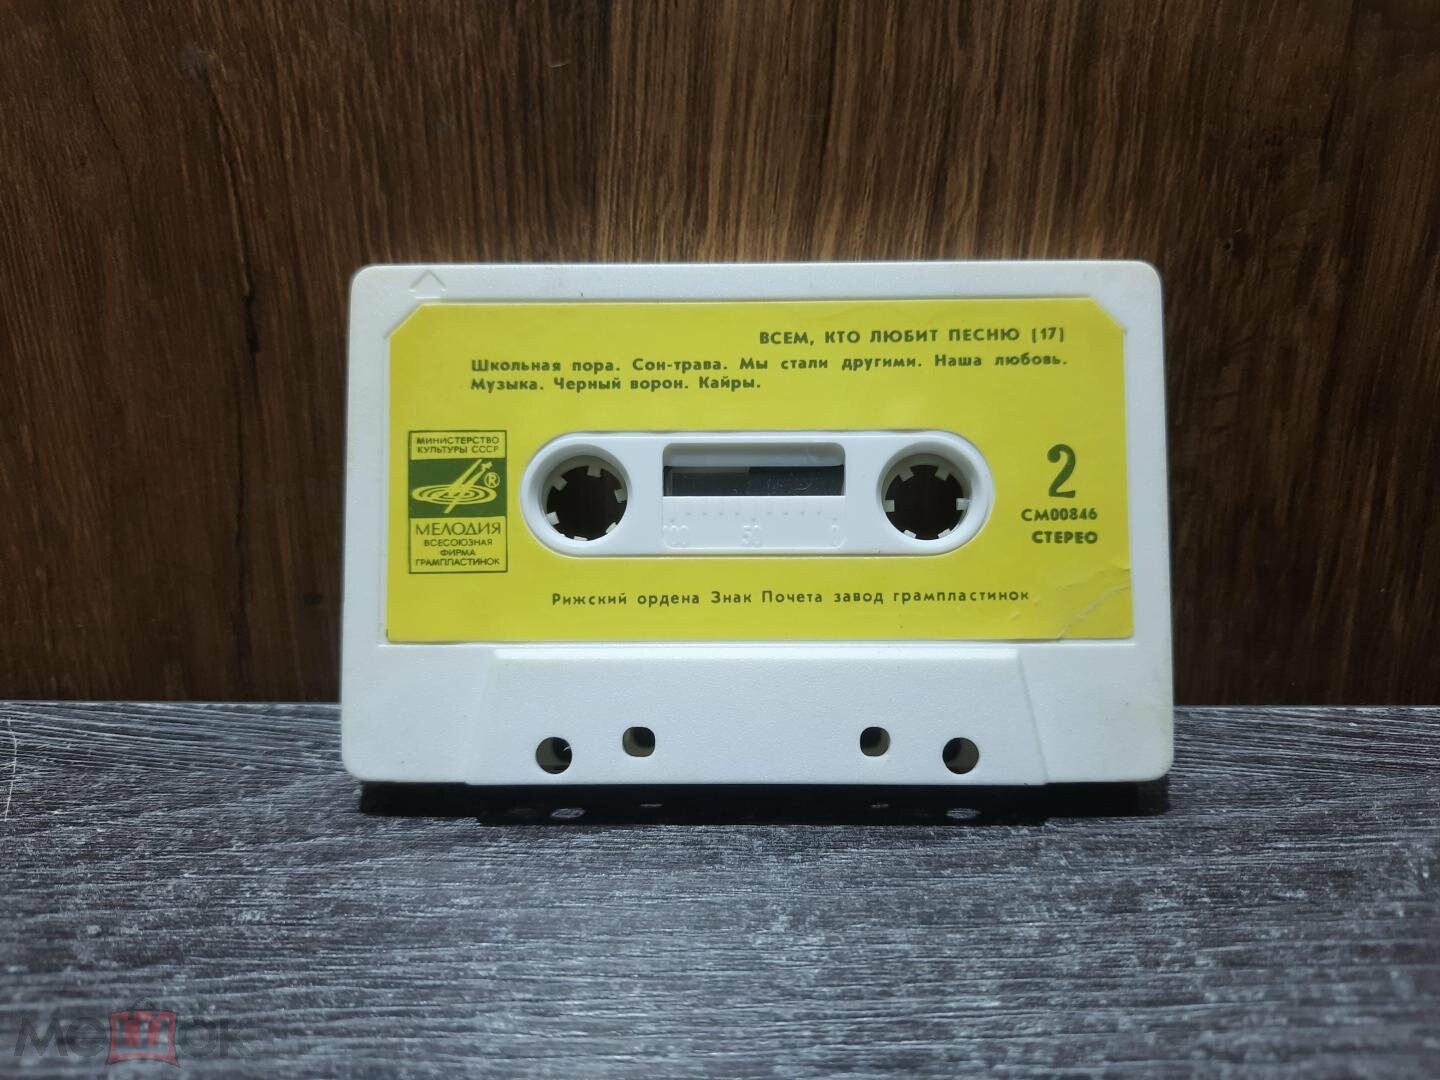 ВСЕМ, КТО ЛЮБИТ ПЕСНЮ (17)
Школьная пора. Сон-трава. Мы стали другими. Наша любовь.
Музыка. Черный ворон. Кайры.
МИНИСТЕРСТВО
КУЛЬТУРЫ СССР
®
МЕЛОДИЯ
ВСЕСОЮЗНАЯ
ФИРМА
ГРАМПЛАСТИНОК
100 50 0
2
СМ00846
СТЕРЕО
Рижский ордена Знак Почета завод грампластинок
мешок